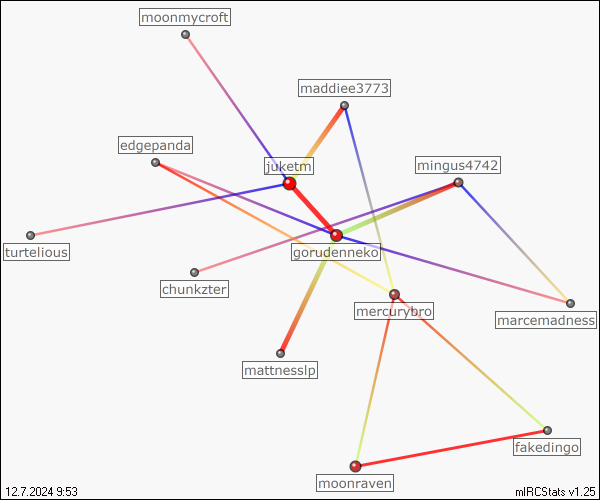 moonmycroft
maddiee3773
edgepanda
juketm
mingus4742
turtelious
gorudenneko
chunkzter
mercurybro
marcemadness
mattnesslp
fakedingo
moonraven
12.7.2024 9:53
mIRCStats v1.25